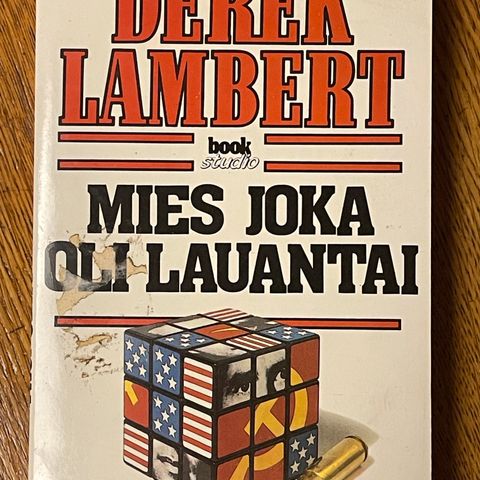 DEREK
LAMBERT
book
studio
MIES JOKA
OLI LAUANTAI